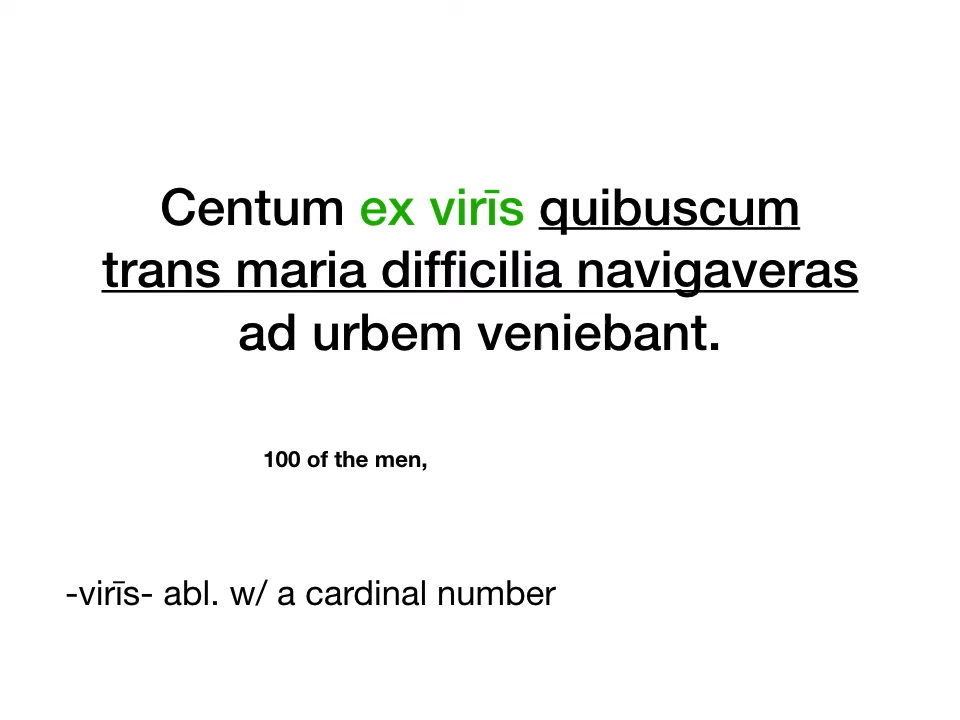 Centum ex virīs quibuscum
trans maria difficilia navigaveras
ad urbem veniebant.
100 of the men,
-virīs- abl. w/ a cardinal number